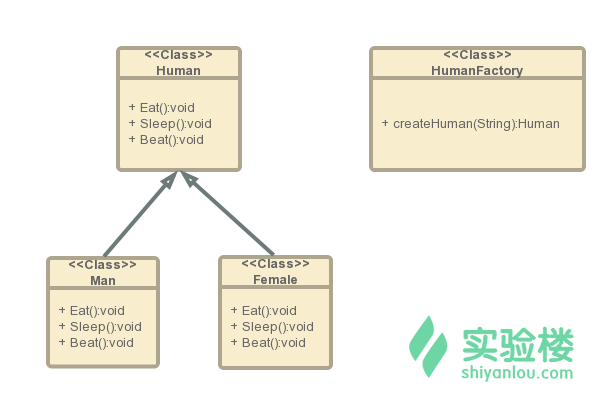 <<Class>>
Human
+ Eat():void
+ Sleep():void
+ Beat():void
<<Class>>
HumanFactory
+ createHuman(String):Human
<<Class>>
Man
+ Eat():void
+ Sleep():void
+ Beat():void
<<Class>>
Female
+ Eat():void
+ Sleep():void
+ Beat():void
实验楼
shiyanlou.com